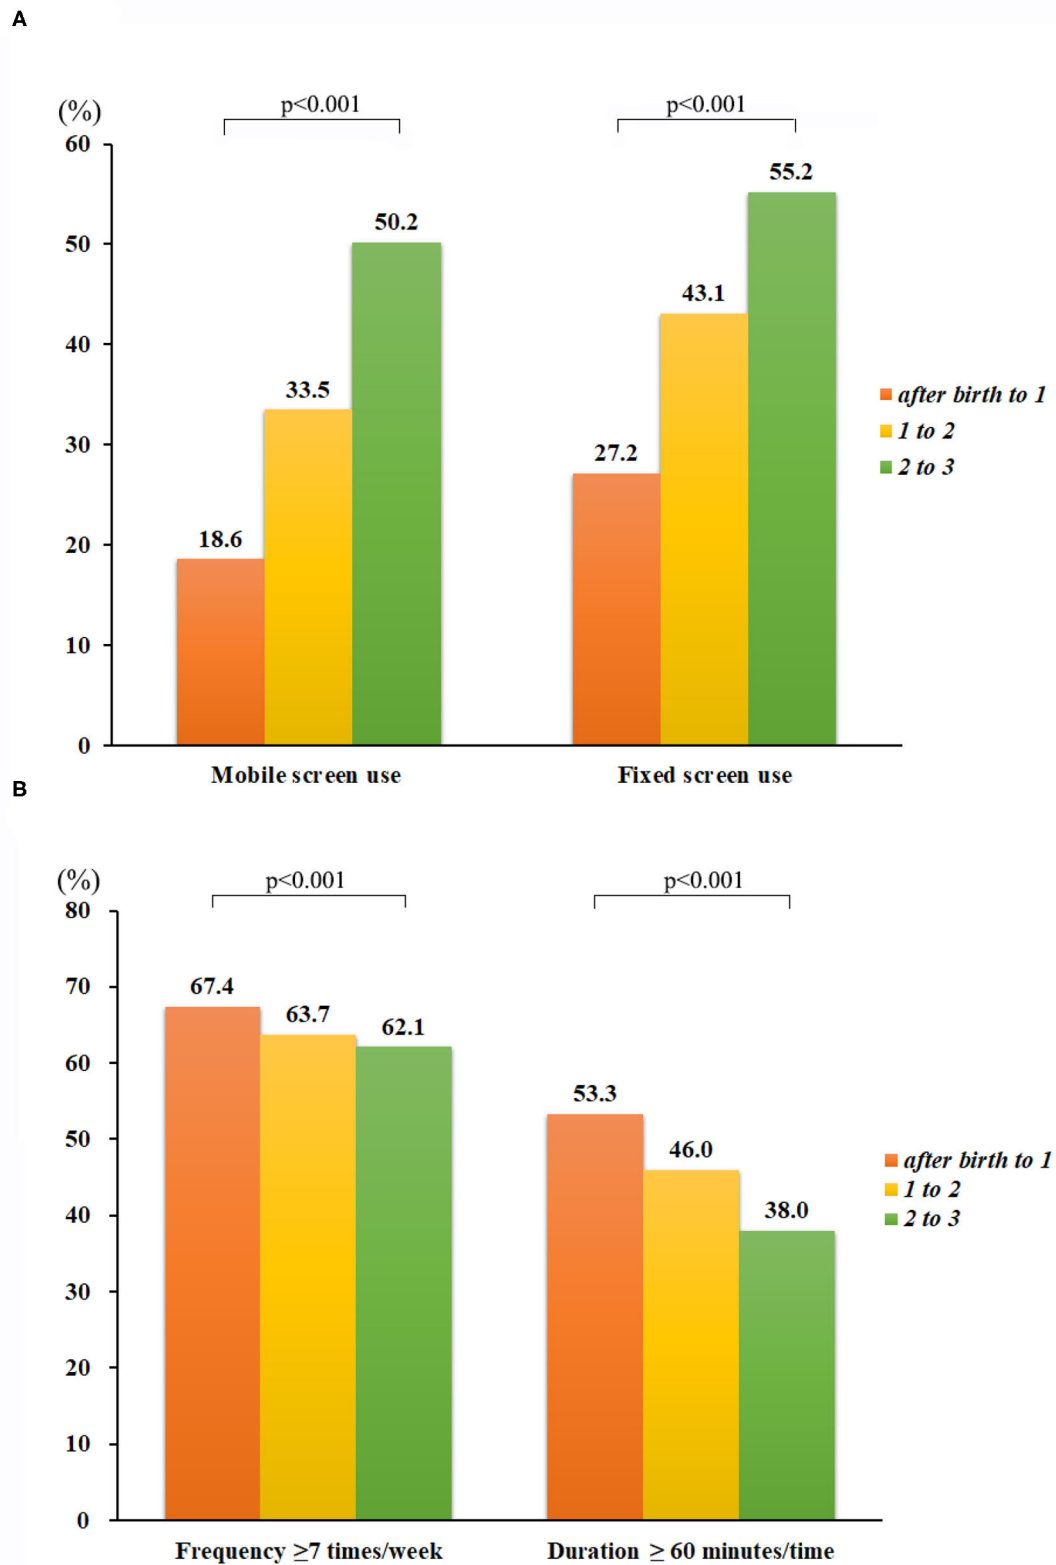 A
(%)
p<0.001
p<0.001
60
50
40
30
20
10
0
18.6
33.5
50.2
27.2
43.1
55.2
after birth to 1
1 to 2
2 to 3
Mobile screen use
Fixed screen use
B
(%)
p<0.001
p<0.001
80
70
60
50
40
30
20
10
0
67.4
63.7
62.1
53.3
46.0
38.0
after birth to 1
1 to 2
2 to 3
Frequency ≥7 times/week
Duration ≥ 60 minutes/time